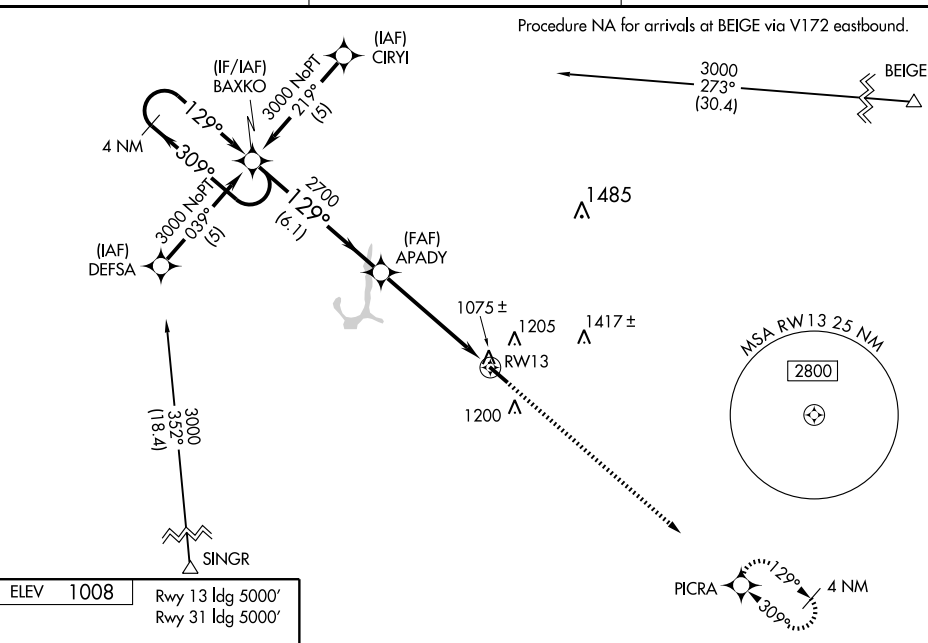 Procedure NA for arrivals at BEIGE via V172 eastbound.
(IAF)
CIRYI
(IF/IAF)
BAXKO
3000 NoPT
219°
(5)
3000
273°
(30.4)
BEIGE
129°
4 NM
309°
3000 NoPT
039°
(5)
2700
129°
(6.1)
1485
(IAF)
DEFSA
(FAF)
APADY
1075 ±
1205
1417 ±
RW13
1200
MSA RW13 25 NM
2800
3000
352°
(18.4)
SINGR
PICRA
129°
4 NM
309°
ELEV 1008
Rwy 13 ldg 5000'
Rwy 31 ldg 5000'